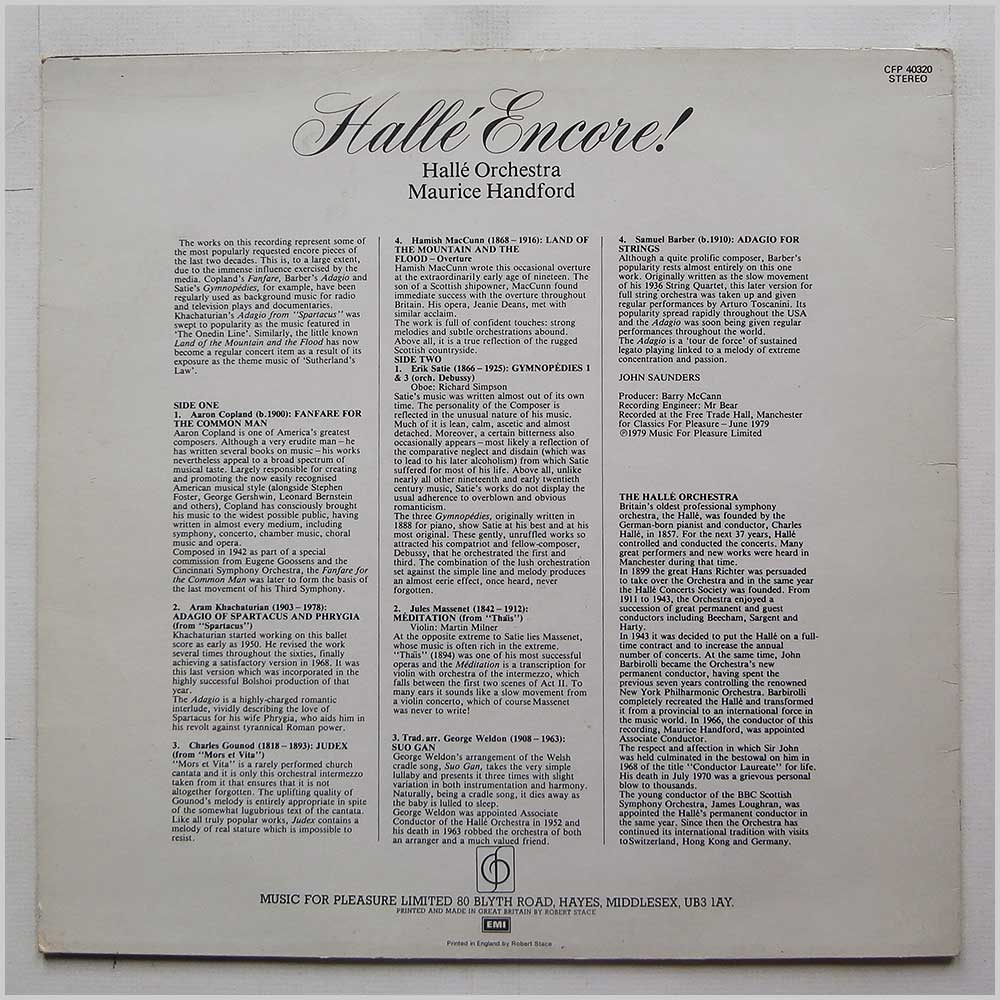 CFP 40320
STEREO
Hallé Encore!
Hallé Orchestra
Maurice Handford
The works on this recording represent some of
the most popularly requested encore pieces of
the last two decades. This is, to a large extent,
due to the immense influence exercised by the
media. Copland's Fanfare, Barber's Adagio and
Satie's Gymnopédies, for example, have been
regularly used as background music for radio
and television plays and documentaries.
Khachaturian's Adagio from "Spartacus" was
swept to popularity as the music featured in
'The Onedin Line'. Similarly, the little known
Land of the Mountain and the Flood has now
become a regular concert item as a result of its
exposure as the theme music of 'Sutherland's
Law'.
SIDE ONE
1. Aaron Copland (b.1900): FANFARE FOR
THE COMMON MAN
Aaron Copland is one of America's greatest
composers. Although a very erudite man – he
has written several books on music – his works
nevertheless appeal to a broad spectrum of
musical taste. Largely responsible for creating
and promoting the now easily recognised
American musical style (alongside Stephen
Foster, George Gershwin, Leonard Bernstein
and others), Copland has consciously brought
his music to the widest possible public, having
written in almost every medium, including
symphony, concerto, chamber music, choral
music and opera.
Composed in 1942 as part of a special
commission from Eugene Goossens and the
Cincinnati Symphony Orchestra, the Fanfare for
the Common Man was later to form the basis of
the last movement of his Third Symphony.
2. Aram Khachaturian (1903 – 1978):
ADAGIO OF SPARTACUS AND PHRYGIA
(from "Spartacus")
Khachaturian started working on this ballet
score as early as 1950. He revised the work
several times throughout the sixties, finally
achieving a satisfactory version in 1968. It was
this last version which was incorporated in the
highly successful Bolshoi production of that
year.
The Adagio is a highly-charged romantic
interlude, vividly describing the love of
Spartacus for his wife Phrygia, who aids him in
his revolt against tyrannical Roman power.
3. Charles Gounod (1818 – 1893): JUDEX
(from "Mors et Vita")
"Mors et Vita" is a rarely performed church
cantata and it is only this orchestral intermezzo
taken from it that ensures that it is not
altogether forgotten. The uplifting quality of
Gounod's melody is entirely appropriate in spite
of the somewhat lugubrious text of the cantata.
Like all truly popular works, Judex contains a
melody of real stature which is impossible to
resist.
4. Hamish MacCunn (1868 – 1916): LAND OF
THE MOUNTAIN AND THE
FLOOD – Overture
Hamish MacCunn wrote this occasional overture
at the extraordinarily early age of nineteen. The
son of a Scottish shipowner, MacCunn found
immediate success with the overture throughout
Britain. His opera, Jeanie Deans, met with
similar acclaim.
The work is full of confident touches: strong
melodies and subtle orchestrations abound.
Above all, it is a true reflection of the rugged
Scottish countryside.
SIDE TWO
1. Erik Satie (1866 – 1925): GYMNOPÉDIES 1
& 3 (orch. Debussy)
Oboe: Richard Simpson
Satie's music was written almost out of its own
time. The personality of the Composer is
reflected in the unusual nature of his music.
Much of it is lean, calm, ascetic and almost
detached. Moreover, a certain bitterness also
occasionally appears – most likely a reflection of
the comparative neglect and disdain (which was
to lead to his later alcoholism) from which Satie
suffered for most of his life. Above all, unlike
nearly all other nineteenth and early twentieth
century music, Satie's works do not display the
usual adherence to overblown and obvious
romanticism.
The three Gymnopédies, originally written in
1888 for piano, show Satie at his best and at his
most original. These gently, unruffled works so
attracted his compatriot and fellow-composer,
Debussy, that he orchestrated the first and
third. The combination of the lush orchestration
set against the simple line and melody produces
an almost eerie effect, once heard, never
forgotten.
2. Jules Massenet (1842 – 1912):
MÉDITATION (from "Thaïs")
Violin: Martin Milner
At the opposite extreme to Satie lies Massenet,
whose music is often rich in the extreme.
"Thaïs" (1894) was one of his most successful
operas and the Méditation is a transcription for
violin with orchestra of the intermezzo, which
falls between the first two scenes of Act II. To
many ears it sounds like a slow movement from
a violin concerto, which of course Massenet
was never to write!
3. Trad. arr. George Weldon (1908 – 1963):
SUO GAN
George Weldon's arrangement of the Welsh
cradle song, Suo Gan, takes the very simple
lullaby and presents it three times with slight
variation in both instrumentation and harmony.
Naturally, being a cradle song, it dies away as
the baby is lulled to sleep.
George Weldon was appointed Associate
Conductor of the Hallé Orchestra in 1952 and
his death in 1963 robbed the orchestra of both
an arranger and a much valued friend.
4. Samuel Barber (b.1910): ADAGIO FOR
STRINGS
Although a quite prolific composer, Barber's
popularity rests almost entirely on this one
work. Originally written as the slow movement
of his 1936 String Quartet, this later version for
full string orchestra was taken up and given
regular performances by Arturo Toscanini. Its
popularity spread rapidly throughout the USA
and the Adagio was soon being given regular
performances throughout the world.
The Adagio is a 'tour de force' of sustained
legato playing linked to a melody of extreme
concentration and passion.
JOHN SAUNDERS
Producer: Barry McCann
Recording Engineer: Mr Bear
Recorded at the Free Trade Hall, Manchester
for Classics For Pleasure – June 1979
℗1979 Music For Pleasure Limited
THE HALLÉ ORCHESTRA
Britain's oldest professional symphony
orchestra, the Hallé, was founded by the
German-born pianist and conductor, Charles
Hallé, in 1857. For the next 37 years, Hallé
controlled and conducted the concerts. Many
great performers and new works were heard in
Manchester during that time.
In 1899 the great Hans Richter was persuaded
to take over the Orchestra and in the same year
the Hallé Concerts Society was founded. From
1911 to 1943, the Orchestra enjoyed a
succession of great permanent and guest
conductors including Beecham, Sargent and
Harty.
In 1943 it was decided to put the Hallé on a full-
time contract and to increase the annual
number of concerts. At the same time, John
Barbirolli became the Orchestra's new
permanent conductor, having spent the
previous seven years controlling the renowned
New York Philharmonic Orchestra. Barbirolli
completely recreated the Hallé and transformed
it from a provincial to an international force in
the music world. In 1966, the conductor of this
recording, Maurice Handford, was appointed
Associate Conductor.
The respect and affection in which Sir John
was held culminated in the bestowal on him in
1968 of the title "Conductor Laureate" for life.
His death in July 1970 was a grievous personal
blow to thousands.
The young conductor of the BBC Scottish
Symphony Orchestra, James Loughran, was
appointed the Hallé's permanent conductor in
the same year. Since then the Orchestra has
continued its international tradition with visits
to Switzerland, Hong Kong and Germany.
MUSIC FOR PLEASURE LIMITED 80 BLYTH ROAD, HAYES, MIDDLESEX, UB3 1AY.
PRINTED AND MADE IN GREAT BRITAIN BY ROBERT STACE
EMI
Printed in England by Robert Stace